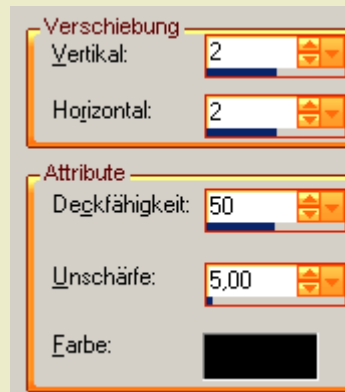 Verschiebung
Vertikal: 2
Horizontal: 2
Attribute
Deckfähigkeit: 50
Unschärfe: 5,00
Farbe: